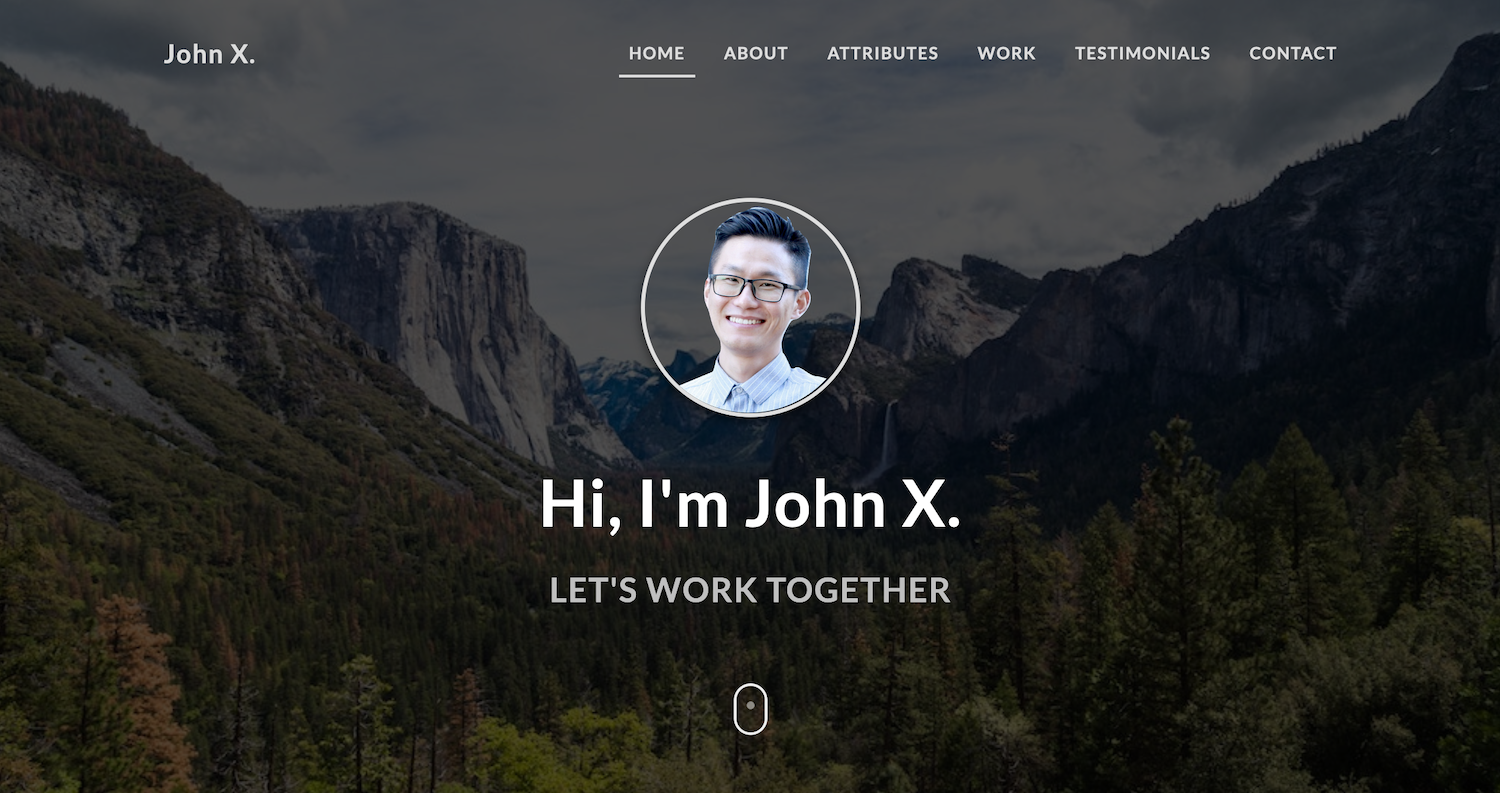 John X.
HOME ABOUT ATTRIBUTES WORK TESTIMONIALS CONTACT
Hi, I'm John X.
LET'S WORK TOGETHER